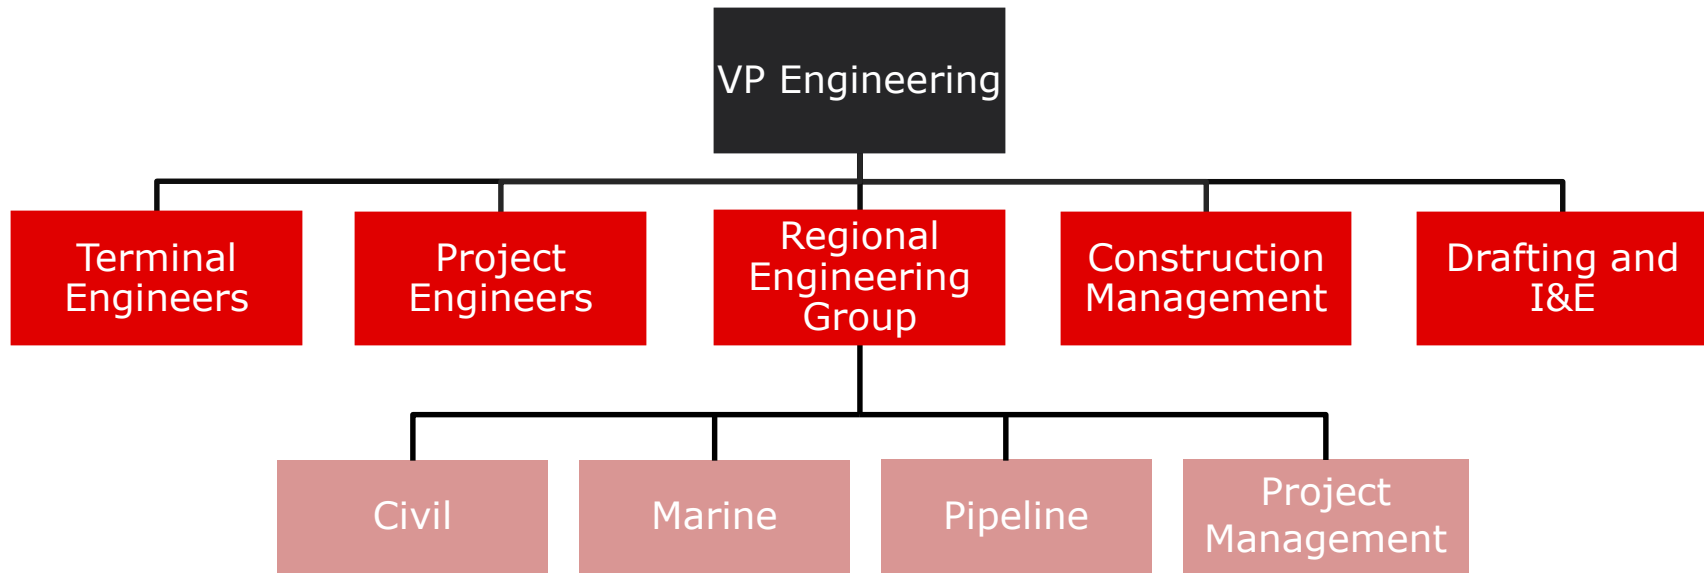 VP Engineering
Terminal
Engineers
Project
Engineers
Regional
Engineering
Group
Construction
Management
Drafting and
I&E
Civil
Marine
Pipeline
Project
Management